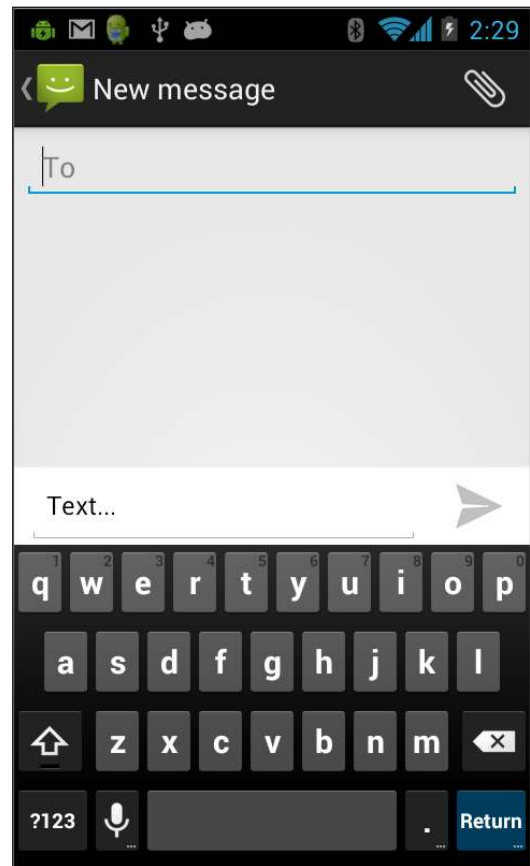 2:29
New message
To
Text...
1 2 3 4 5 6 7 8 9 0
q w e r t y u i o p
a s d f g h j k l
z x c v b n m
?123 . Return